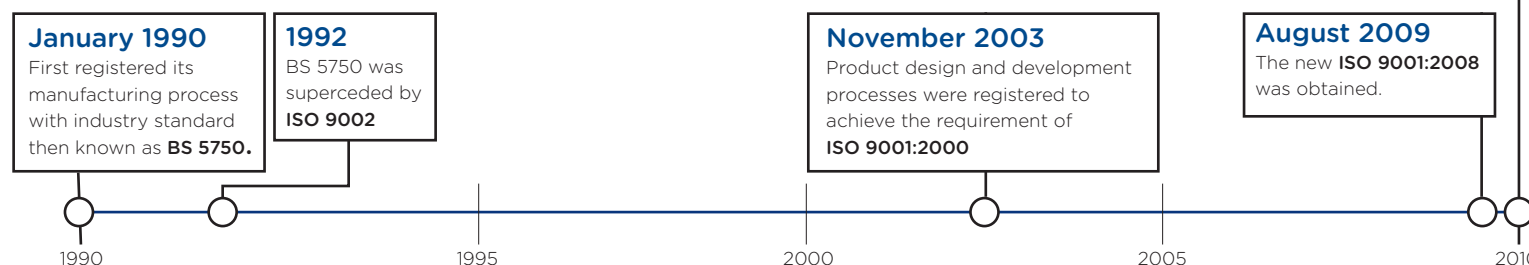 January 1990
First registered its
manufacturing process
with industry standard
then known as BS 5750.
1992
BS 5750 was
superceded by
ISO 9002
November 2003
Product design and development
processes were registered to
achieve the requirement of
ISO 9001:2000
August 2009
The new ISO 9001:2008
was obtained.
1990
1995
2000
2005
2010